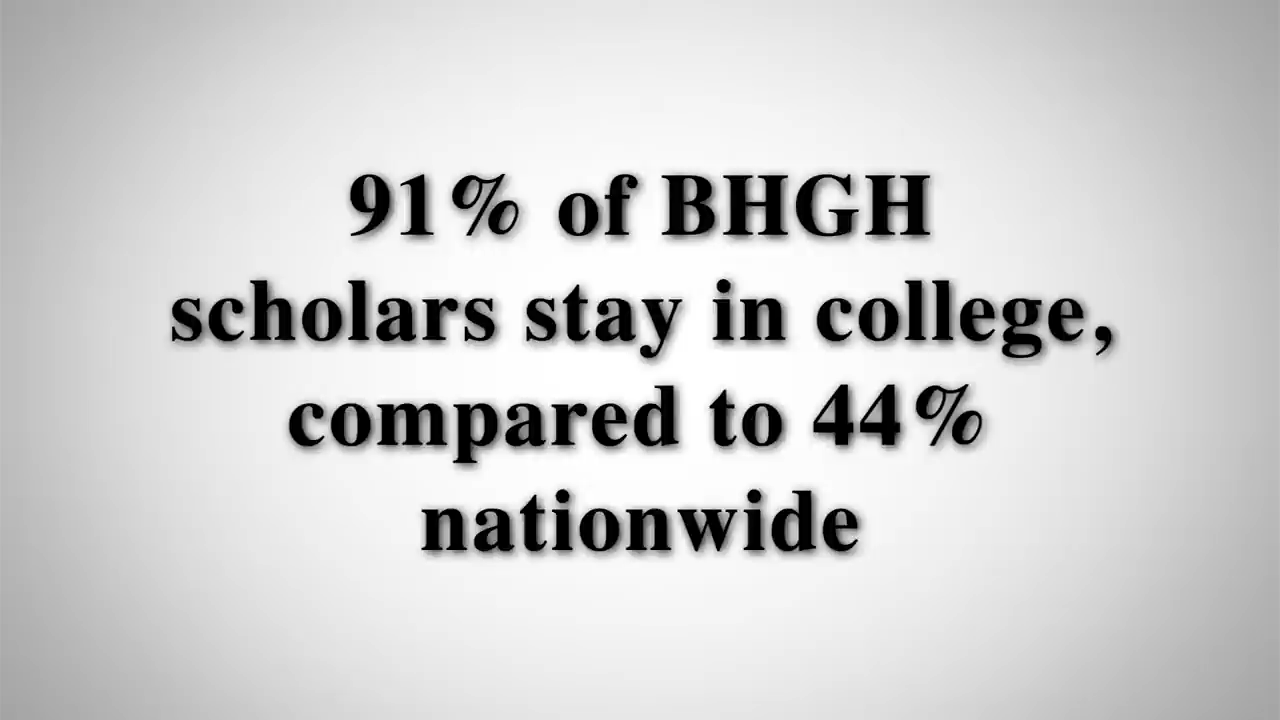 91% of BHGH
scholars stay in college,
compared to 44%
nationwide